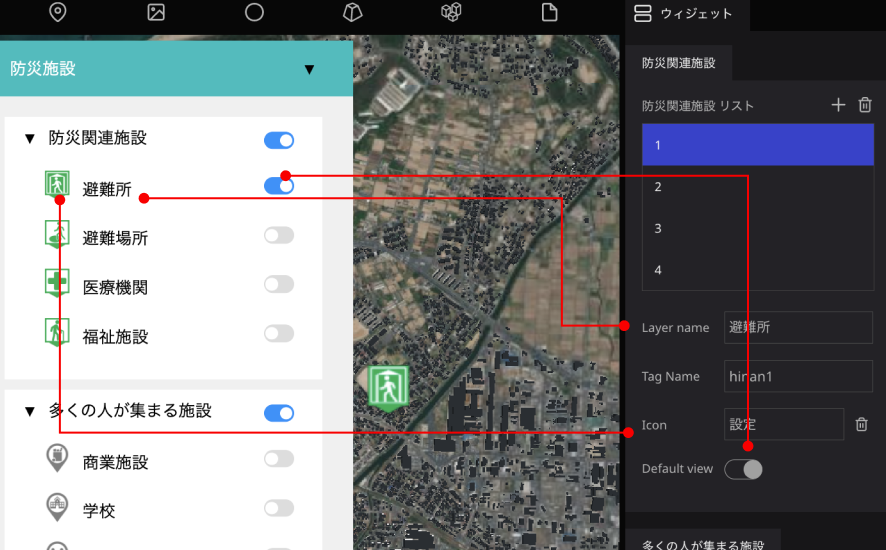 ウィジェット
防災施設
▼
▼ 防災関連施設
避難所
避難場所
医療機関
福祉施設
▼ 多くの人が集まる施設
商業施設
学校
防災関連施設
防災関連施設 リスト
1
2
3
4
Layer name 避難所
Tag Name hinan1
Icon 設定
Default view
多くの人が集まる施設